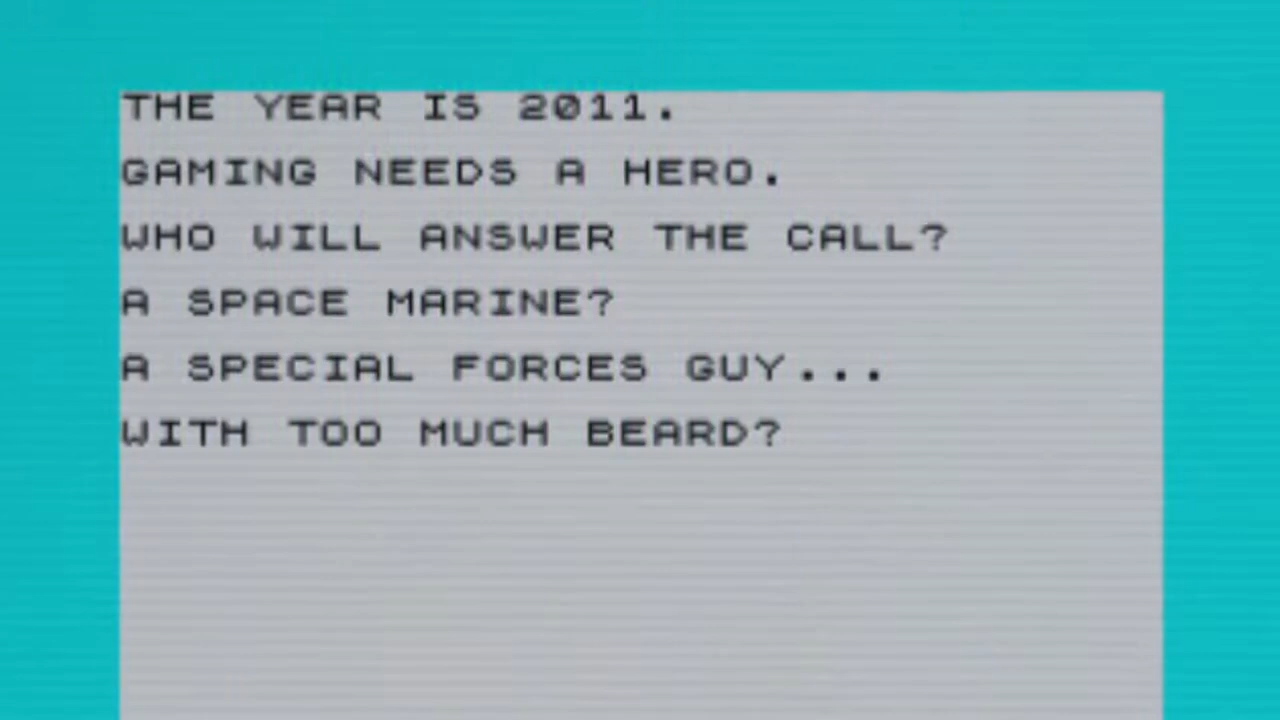 THE YEAR IS 2011.
GAMING NEEDS A HERO.
WHO WILL ANSWER THE CALL?
A SPACE MARINE?
A SPECIAL FORCES GUY...
WITH TOO MUCH BEARD?